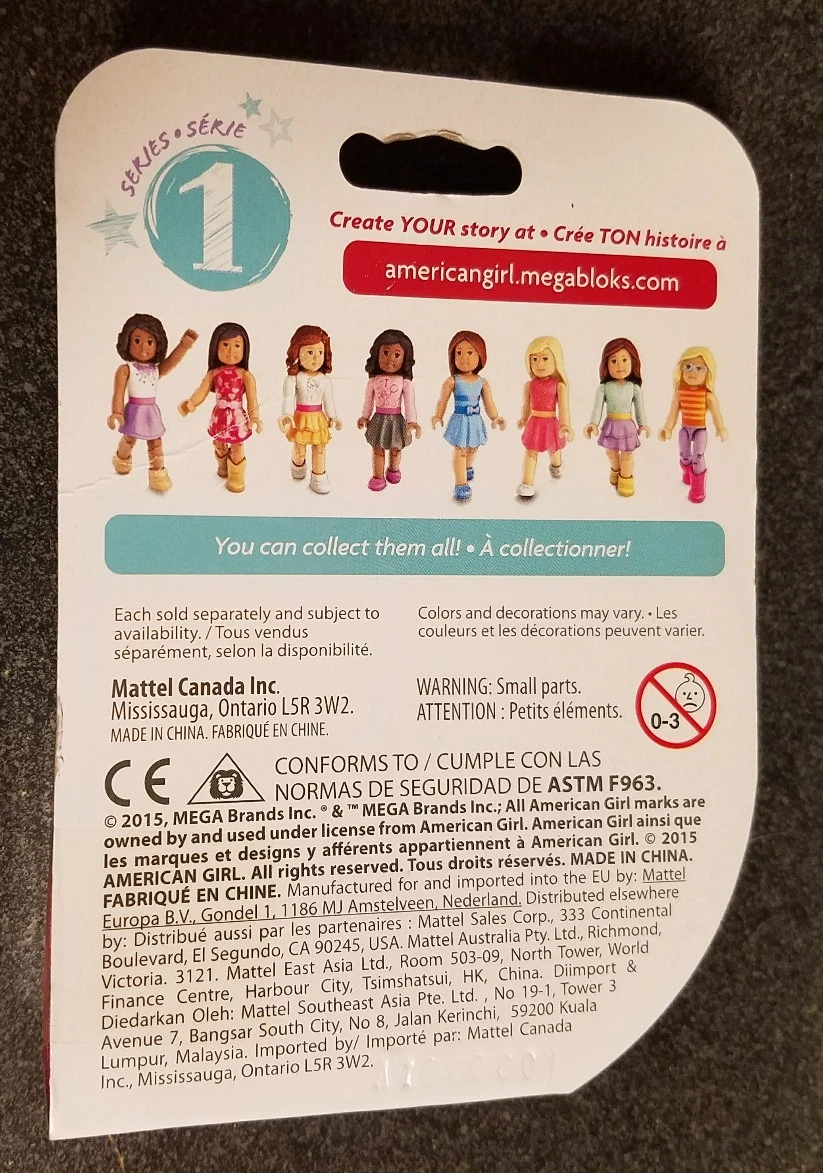 SERIES • SÉRIE
1
Create YOUR story at • Crée TON histoire à
americangirl.megabloks.com
You can collect them all! • À collectionner!
Each sold separately and subject to
availability. / Tous vendus
séparément, selon la disponibilité.
Colors and decorations may vary. • Les
couleurs et les décorations peuvent varier.
Mattel Canada Inc.
Mississauga, Ontario L5R 3W2.
MADE IN CHINA. FABRIQUÉ EN CHINE.
WARNING: Small parts.
ATTENTION : Petits éléments.
0-3
CE
CONFORMS TO / CUMPLE CON LAS
NORMAS DE SEGURIDAD DE ASTM F963.
© 2015, MEGA Brands Inc. ® & ™ MEGA Brands Inc.; All American Girl marks are
owned by and used under license from American Girl. American Girl ainsi que
les marques et designs y afférents appartiennent à American Girl. © 2015
AMERICAN GIRL. All rights reserved. Tous droits réservés. MADE IN CHINA.
FABRIQUÉ EN CHINE. Manufactured for and imported into the EU by: Mattel
Europa B.V., Gondel 1, 1186 MJ Amstelveen, Nederland. Distributed elsewhere
by: Distribué aussi par les partenaires : Mattel Sales Corp., 333 Continental
Boulevard, El Segundo, CA 90245, USA. Mattel Australia Pty. Ltd., Richmond,
Victoria. 3121. Mattel East Asia Ltd., Room 503-09, North Tower, World
Finance Centre, Harbour City, Tsimshatsui, HK, China. Diimport &
Diedarkan Oleh: Mattel Southeast Asia Pte. Ltd. , No 19-1, Tower 3
Avenue 7, Bangsar South City, No 8, Jalan Kerinchi, 59200 Kuala
Lumpur, Malaysia. Imported by/ Importé par: Mattel Canada
Inc., Mississauga, Ontario L5R 3W2.